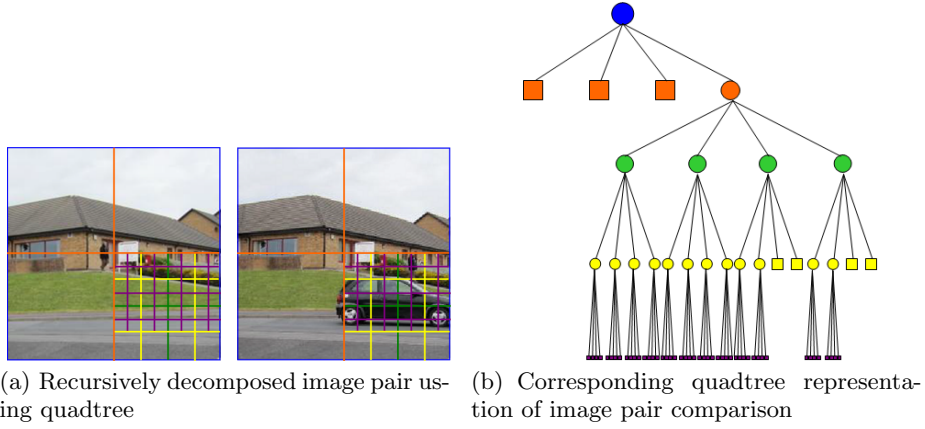 (a) Recursively decomposed image pair us-
ing quadtree
(b) Corresponding quadtree representa-
tion of image pair comparison